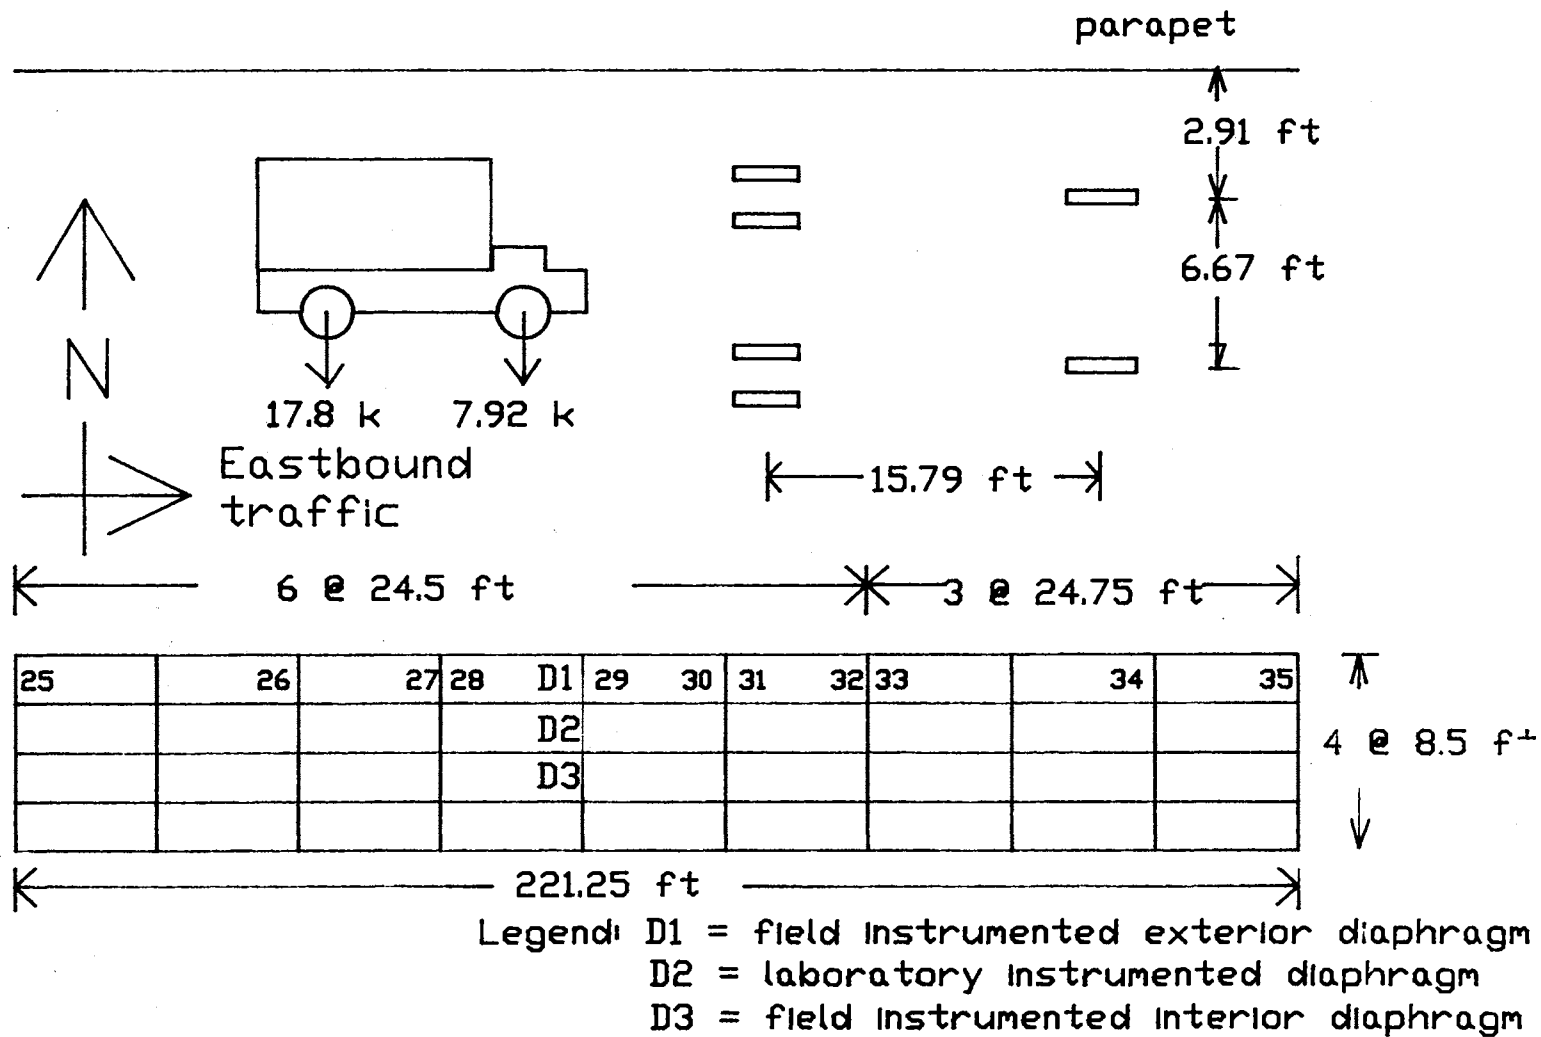 parapet
2.91 ft
6.67 ft
N
17.8 k 7.92 k
Eastbound
traffic
15.79 ft
6 @ 24.5 ft
3 @ 24.75 ft
25 26 27 28 D1 29 30 31 32 33 34 35
D2
D3
4 @ 8.5 ft
221.25 ft
Legend: D1 = field instrumented exterior diaphragm
D2 = laboratory instrumented diaphragm
D3 = field instrumented interior diaphragm